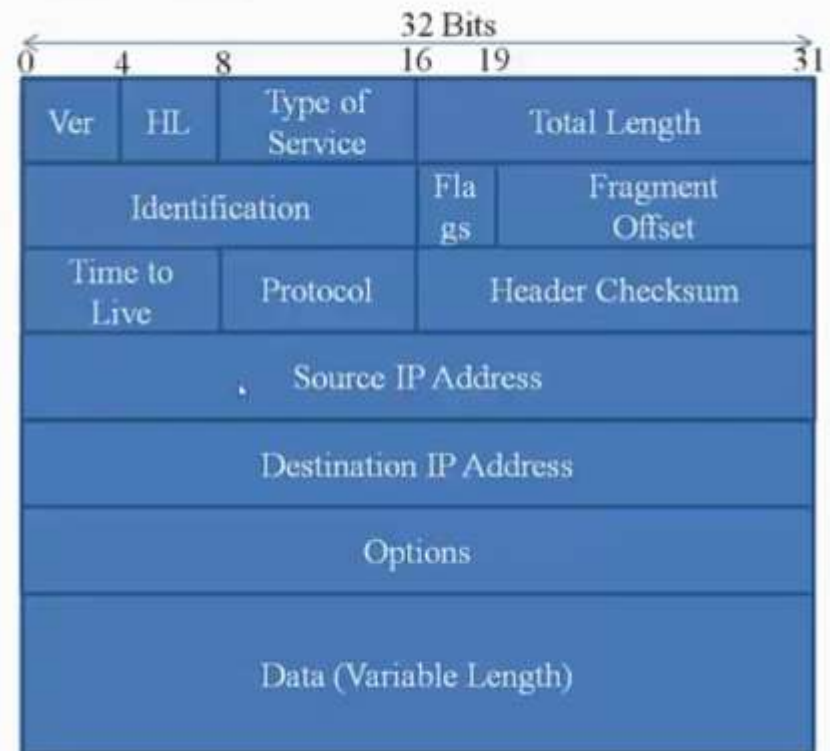 32 Bits
0 4 8 16 19 31
Ver HL Type of Service Total Length
Identification Fla gs Fragment Offset
Time to Live Protocol Header Checksum
Source IP Address
Destination IP Address
Options
Data (Variable Length)